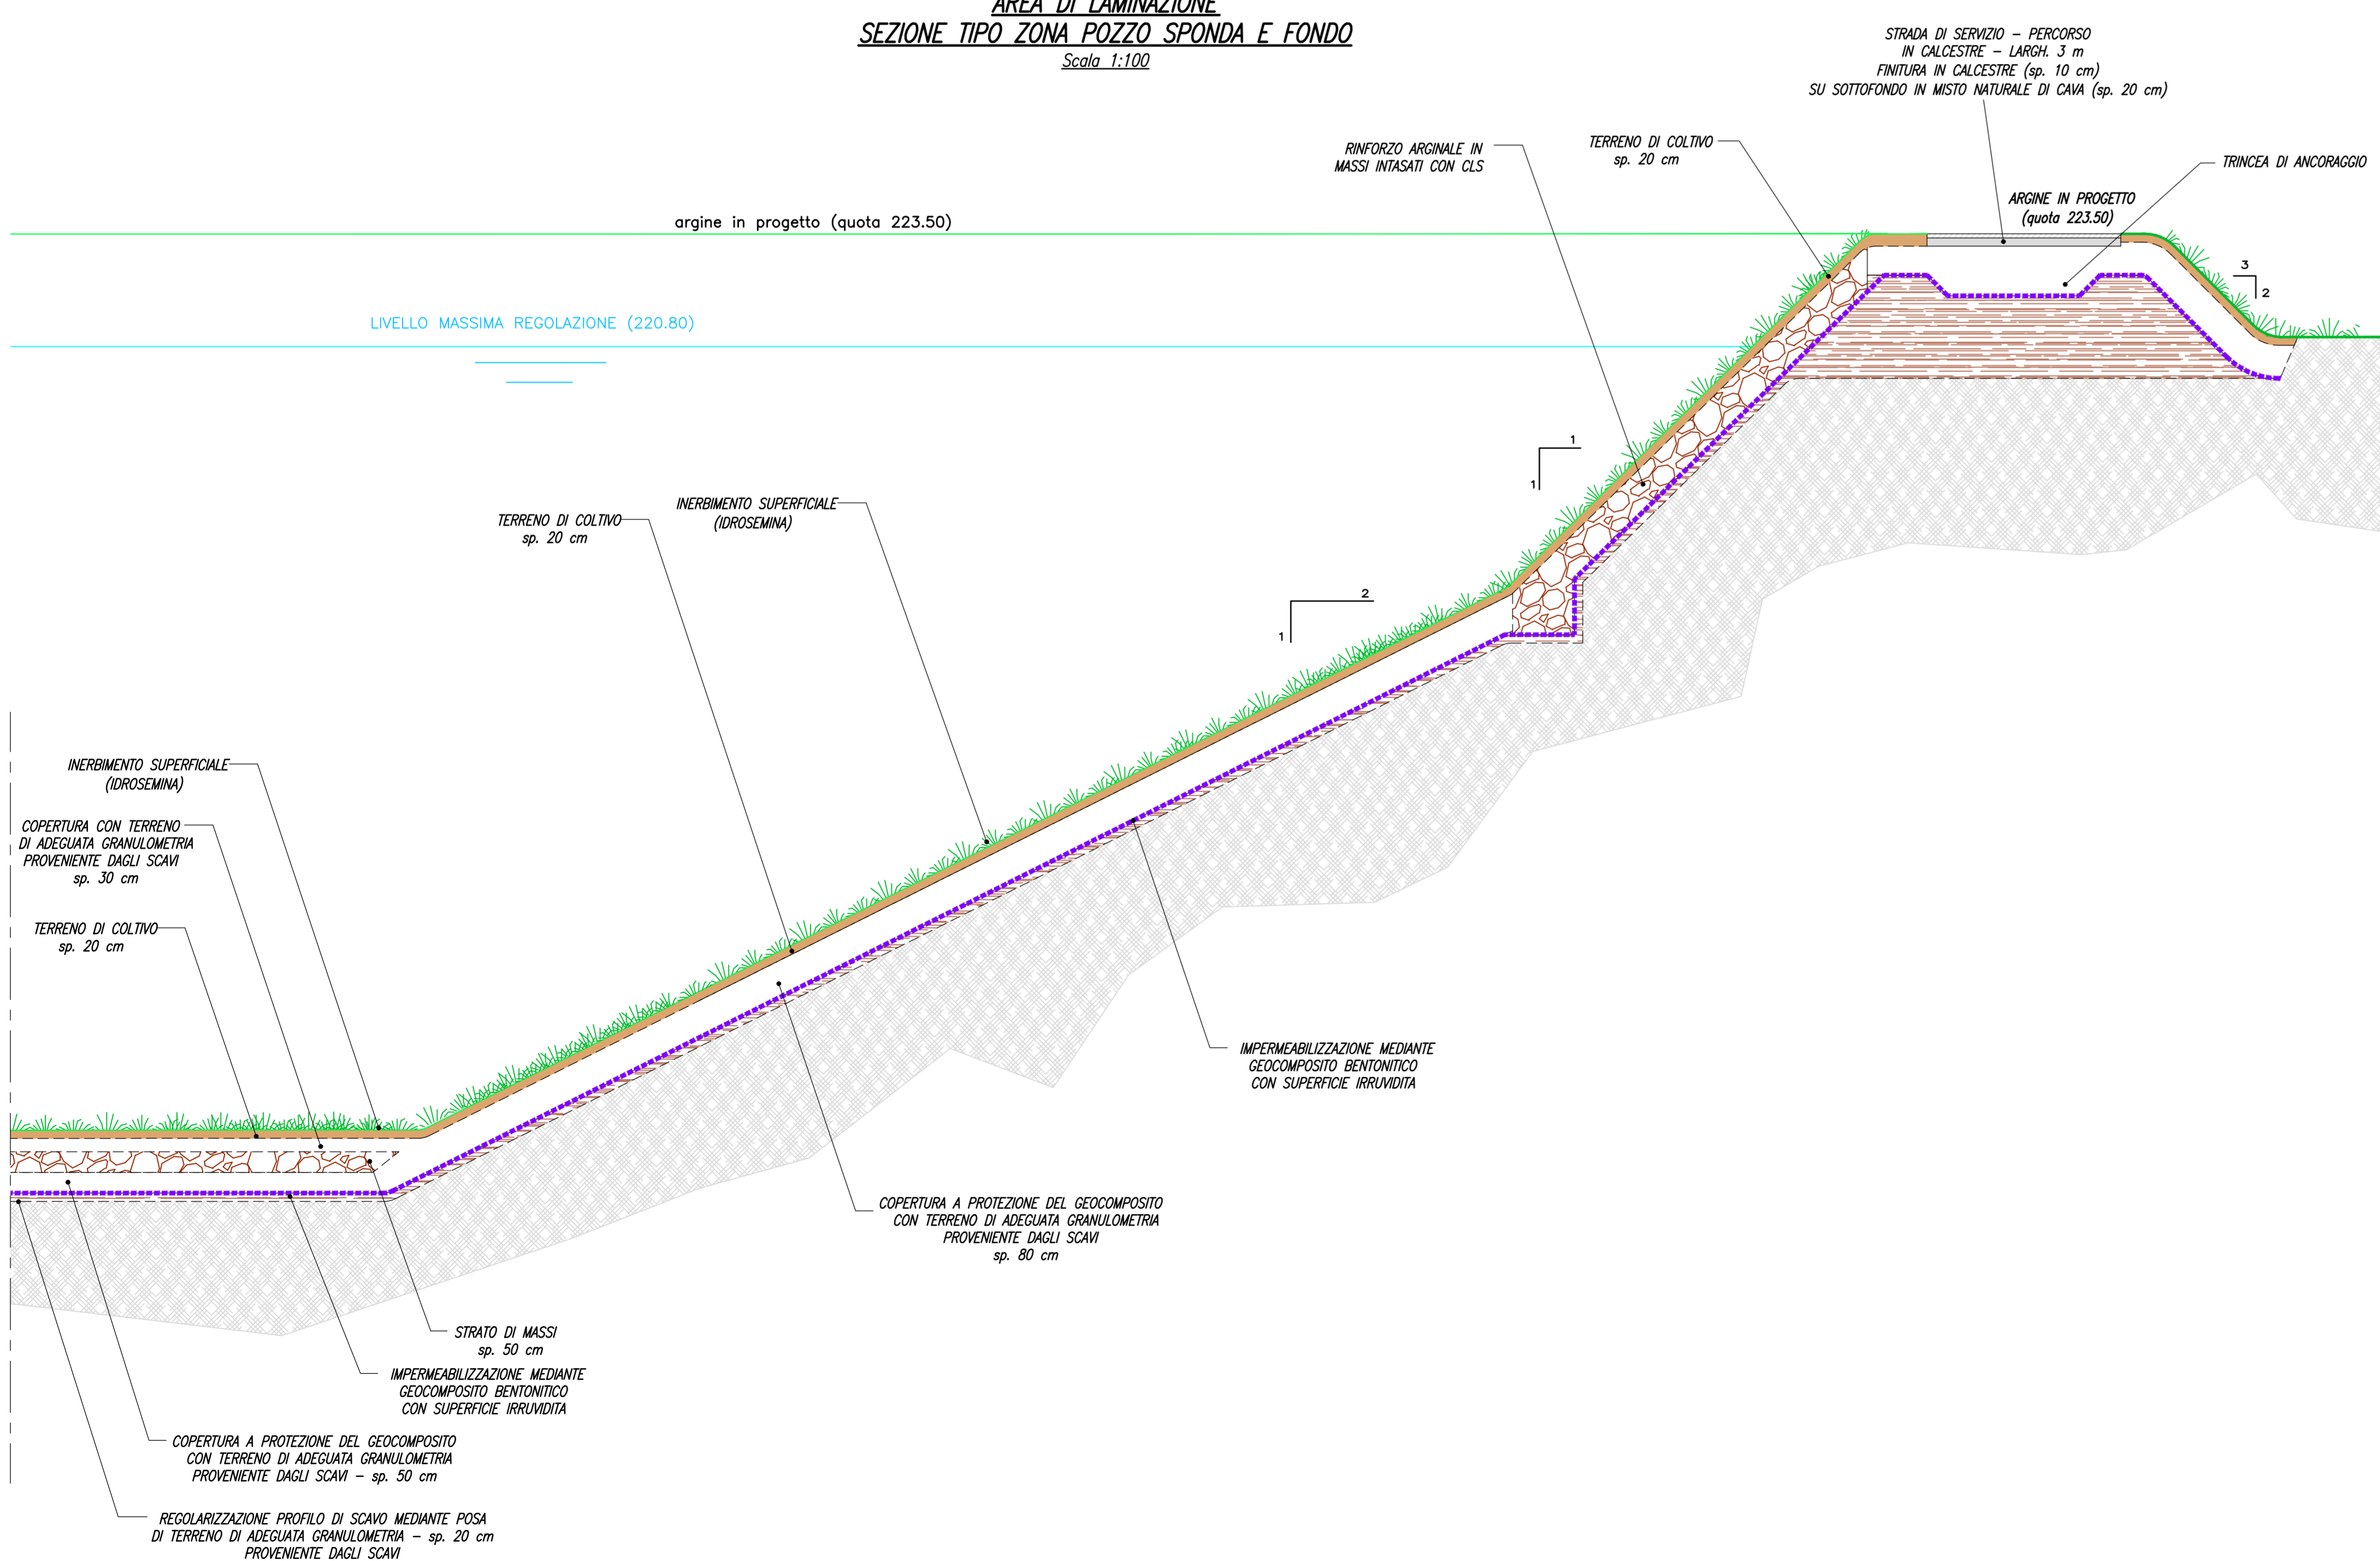 AREA DI LAMINAZIONE
SEZIONE TIPO ZONA POZZO SPONDA E FONDO
Scala 1:100
STRADA DI SERVIZIO - PERCORSO
IN CALCESTRE - LARGH. 3 m
FINITURA IN CALCESTRE (sp. 10 cm)
SU SOTTOFONDO IN MISTO NATURALE DI CAVA (sp. 20 cm)
RINFORZO ARGINALE IN
MASSI INTASATI CON CLS
TERRENO DI COLTIVO
sp. 20 cm
TRINCEA DI ANCORAGGIO
ARGINE IN PROGETTO
(quota 223.50)
argine in progetto (quota 223.50)
3
2
LIVELLO MASSIMA REGOLAZIONE (220.80)
1
1
INERBIMENTO SUPERFICIALE
(IDROSEMINA)
TERRENO DI COLTIVO
sp. 20 cm
2
1
INERBIMENTO SUPERFICIALE
(IDROSEMINA)
COPERTURA CON TERRENO
DI ADEGUATA GRANULOMETRIA
PROVENIENTE DAGLI SCAVI
sp. 30 cm
TERRENO DI COLTIVO
sp. 20 cm
IMPERMEABILIZZAZIONE MEDIANTE
GEOCOMPOSITO BENTONITICO
CON SUPERFICIE IRRUVIDITA
COPERTURA A PROTEZIONE DEL GEOCOMPOSITO
CON TERRENO DI ADEGUATA GRANULOMETRIA
PROVENIENTE DAGLI SCAVI
sp. 80 cm
STRATO DI MASSI
sp. 50 cm
IMPERMEABILIZZAZIONE MEDIANTE
GEOCOMPOSITO BENTONITICO
CON SUPERFICIE IRRUVIDITA
COPERTURA A PROTEZIONE DEL GEOCOMPOSITO
CON TERRENO DI ADEGUATA GRANULOMETRIA
PROVENIENTE DAGLI SCAVI - sp. 50 cm
REGOLARIZZAZIONE PROFILO DI SCAVO MEDIANTE POSA
DI TERRENO DI ADEGUATA GRANULOMETRIA - sp. 20 cm
PROVENIENTE DAGLI SCAVI